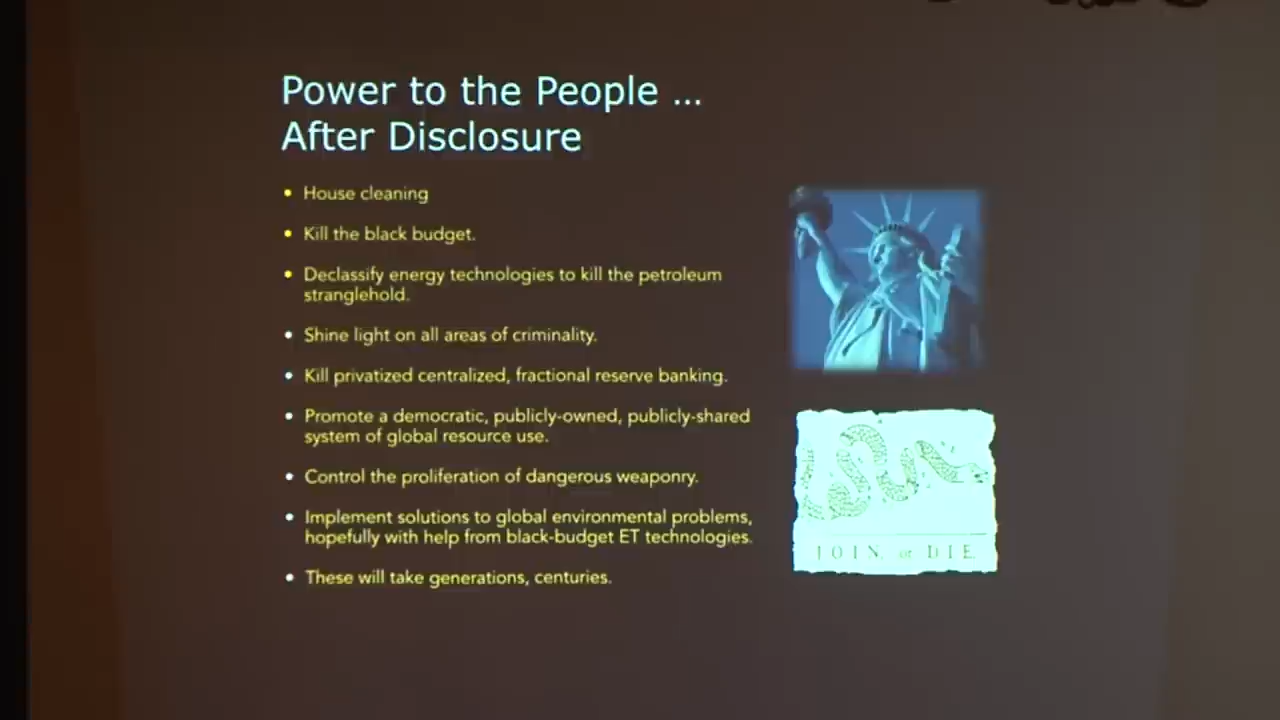 Power to the People ...
After Disclosure
• House cleaning
• Kill the black budget.
• Declassify energy technologies to kill the petroleum
stranglehold.
• Shine light on all areas of criminality.
• Kill privatized centralized, fractional reserve banking.
• Promote a democratic, publicly-owned, publicly-shared
system of global resource use.
• Control the proliferation of dangerous weaponry.
• Implement solutions to global environmental problems,
hopefully with help from black-budget ET technologies.
• These will take generations, centuries.
JOIN, or DIE